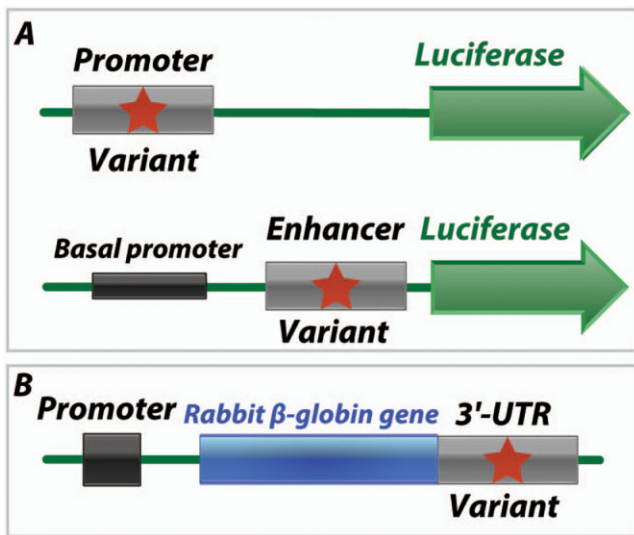 A
Promoter
Luciferase
Variant
Basal promoter
Enhancer
Luciferase
Variant
B
Promoter
Rabbit β-globin gene
3'-UTR
Variant